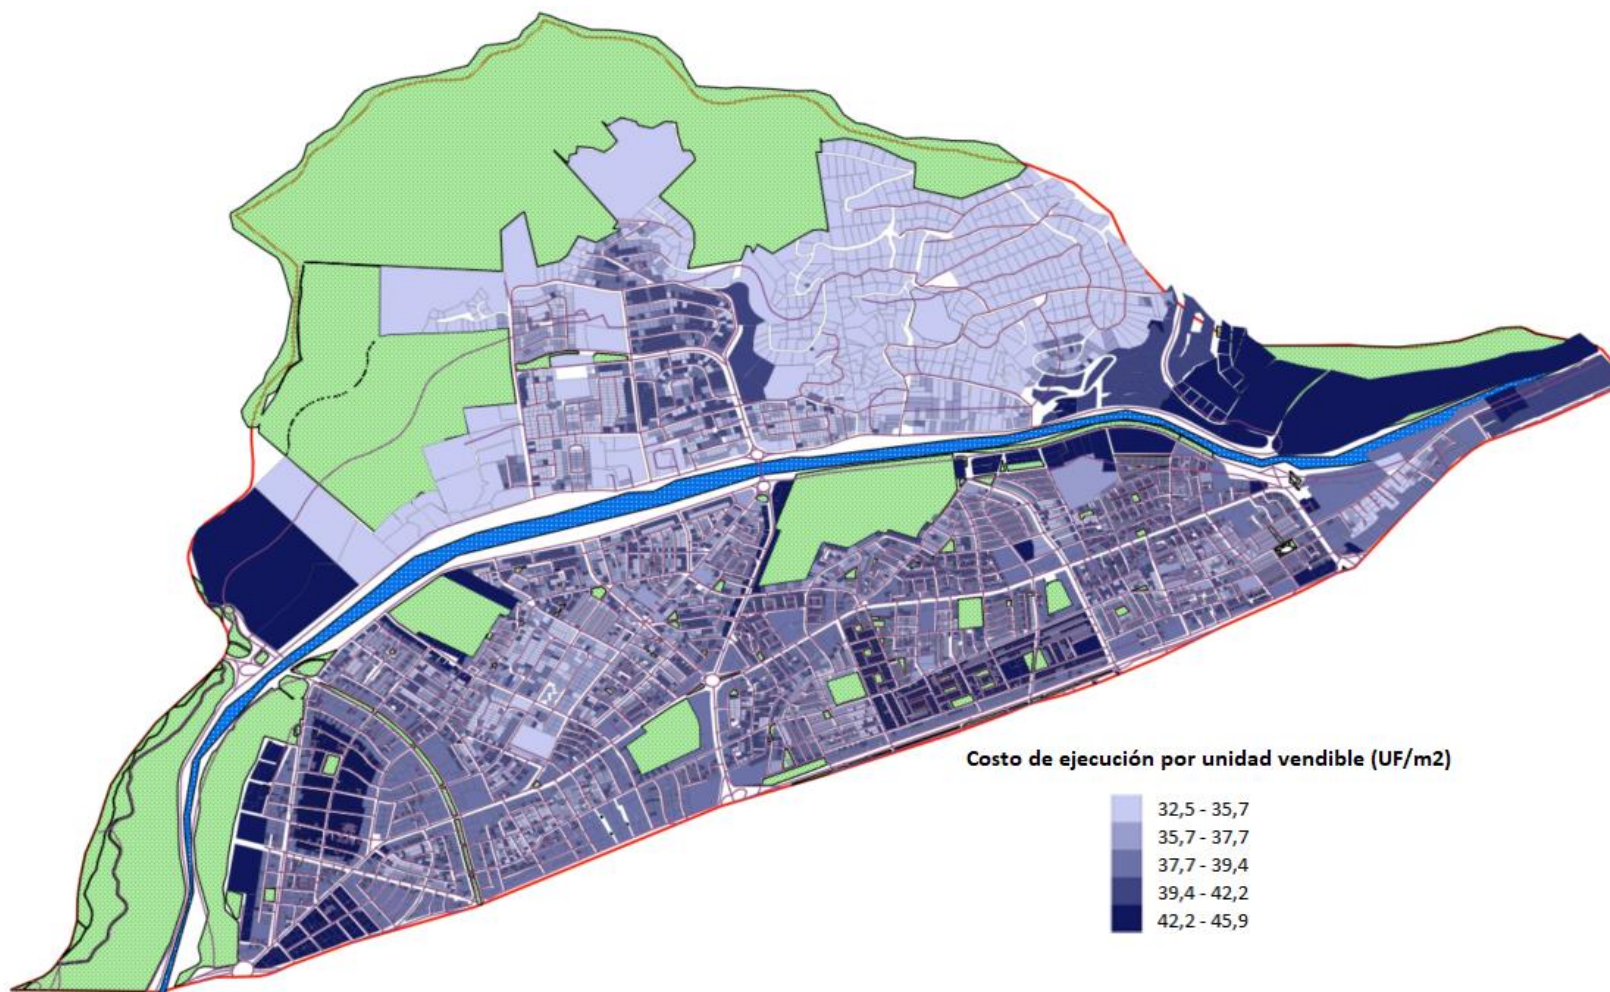 Costo de ejecución por unidad vendible (UF/m2)
32,5 - 35,7
35,7 - 37,7
37,7 - 39,4
39,4 - 42,2
42,2 - 45,9